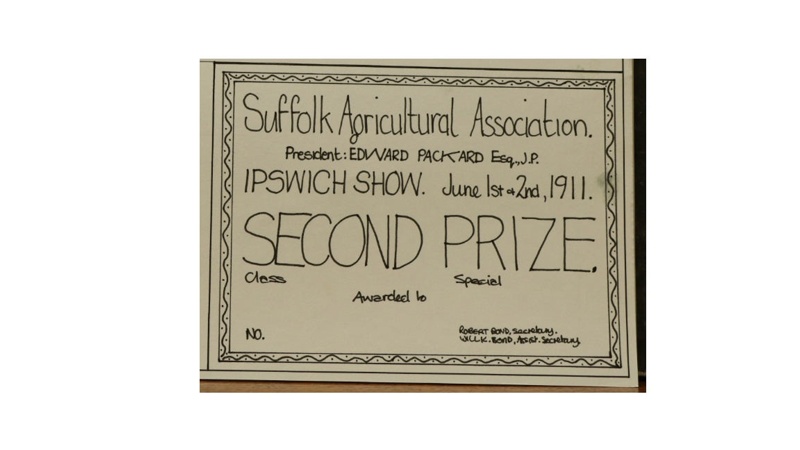 Suffolk Agricultural Association.
President: EDWARD PACKARD Esq., J.P.
IPSWICH SHOW. June 1st & 2nd, 1911.
SECOND PRIZE.
Class Special
Awarded to
NO. ROBERT BOND, Secretary.
WILL K. BOND, Assist. Secretary.